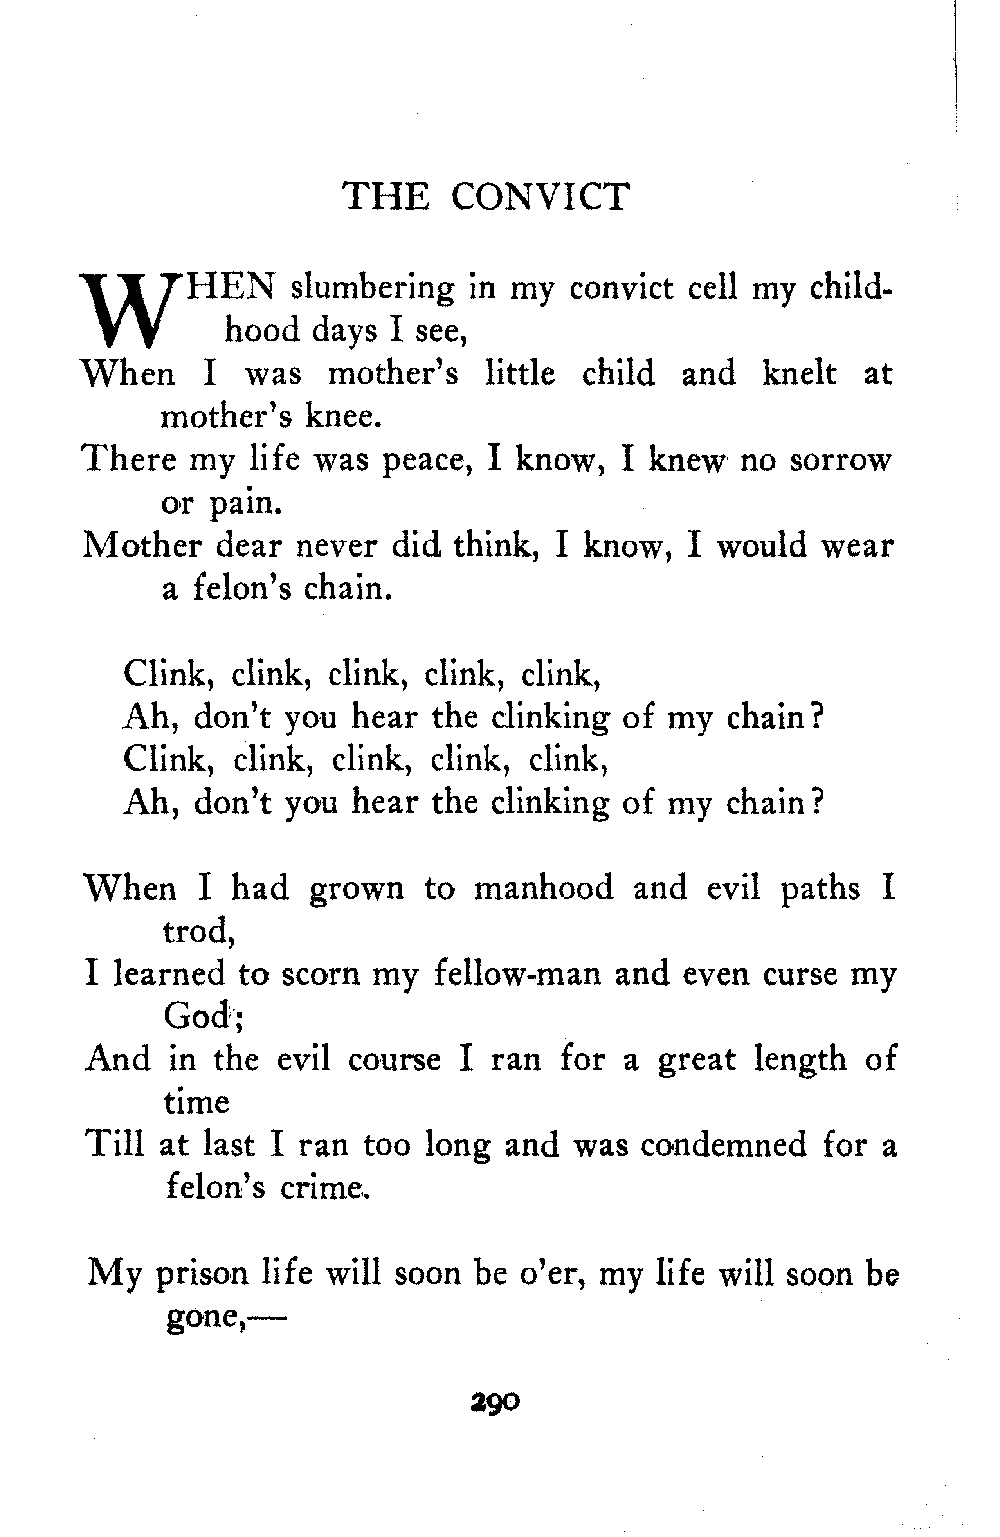 THE CONVICT
WHEN slumbering in my convict cell my child-
hood days I see,
When I was mother's little child and knelt at
mother's knee.
There my life was peace, I know, I knew no sorrow
or pain.
Mother dear never did think, I know, I would wear
a felon's chain.
Clink, clink, clink, clink, clink,
Ah, don't you hear the clinking of my chain?
Clink, clink, clink, clink, clink,
Ah, don't you hear the clinking of my chain?
When I had grown to manhood and evil paths I
trod,
I learned to scorn my fellow-man and even curse my
God;
And in the evil course I ran for a great length of
time
Till at last I ran too long and was condemned for a
felon's crime.
My prison life will soon be o'er, my life will soon be
gone,—
290